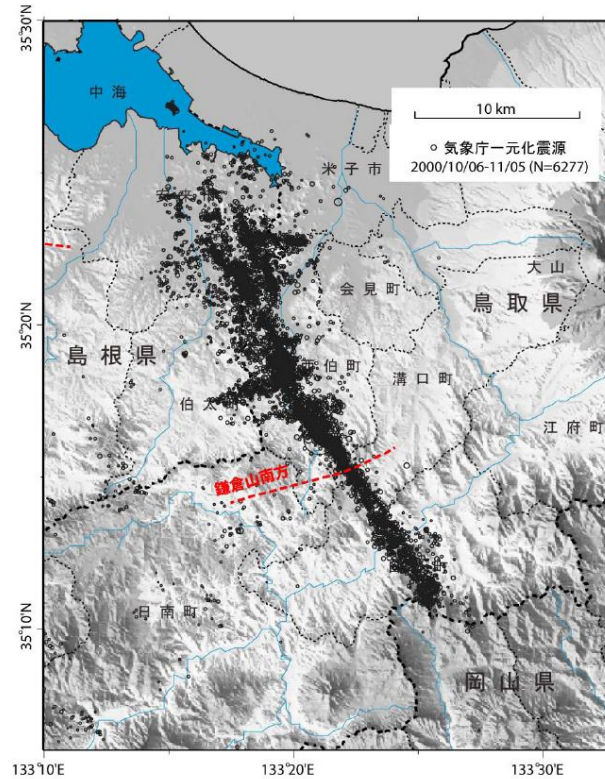 35°30'N
中海
10 km
気象庁一元化震源
2000/10/06-11/05 (N=6277)
米子市
安来
大山
会見町
鳥取県
35°20'
島根県
伯町
溝口町
伯太
江府町
鎌倉山南方
町
35°10'
日南町
岡山県
133°10'E
133°20'
133°30'